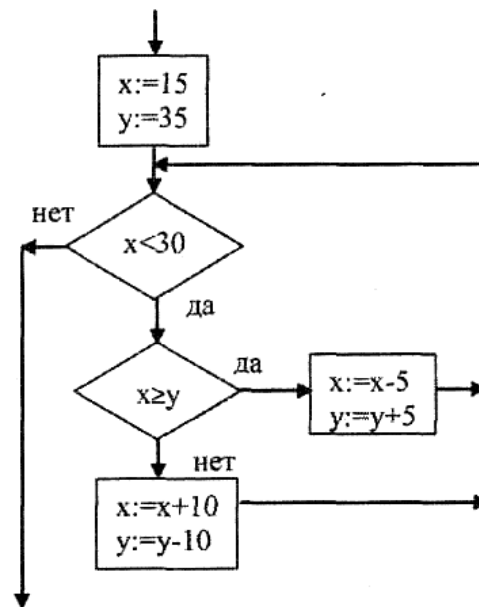 x:=15
y:=35
нет
x<30
да
да
x≥y
x:=x-5
y:=y+5
нет
x:=x+10
y:=y-10